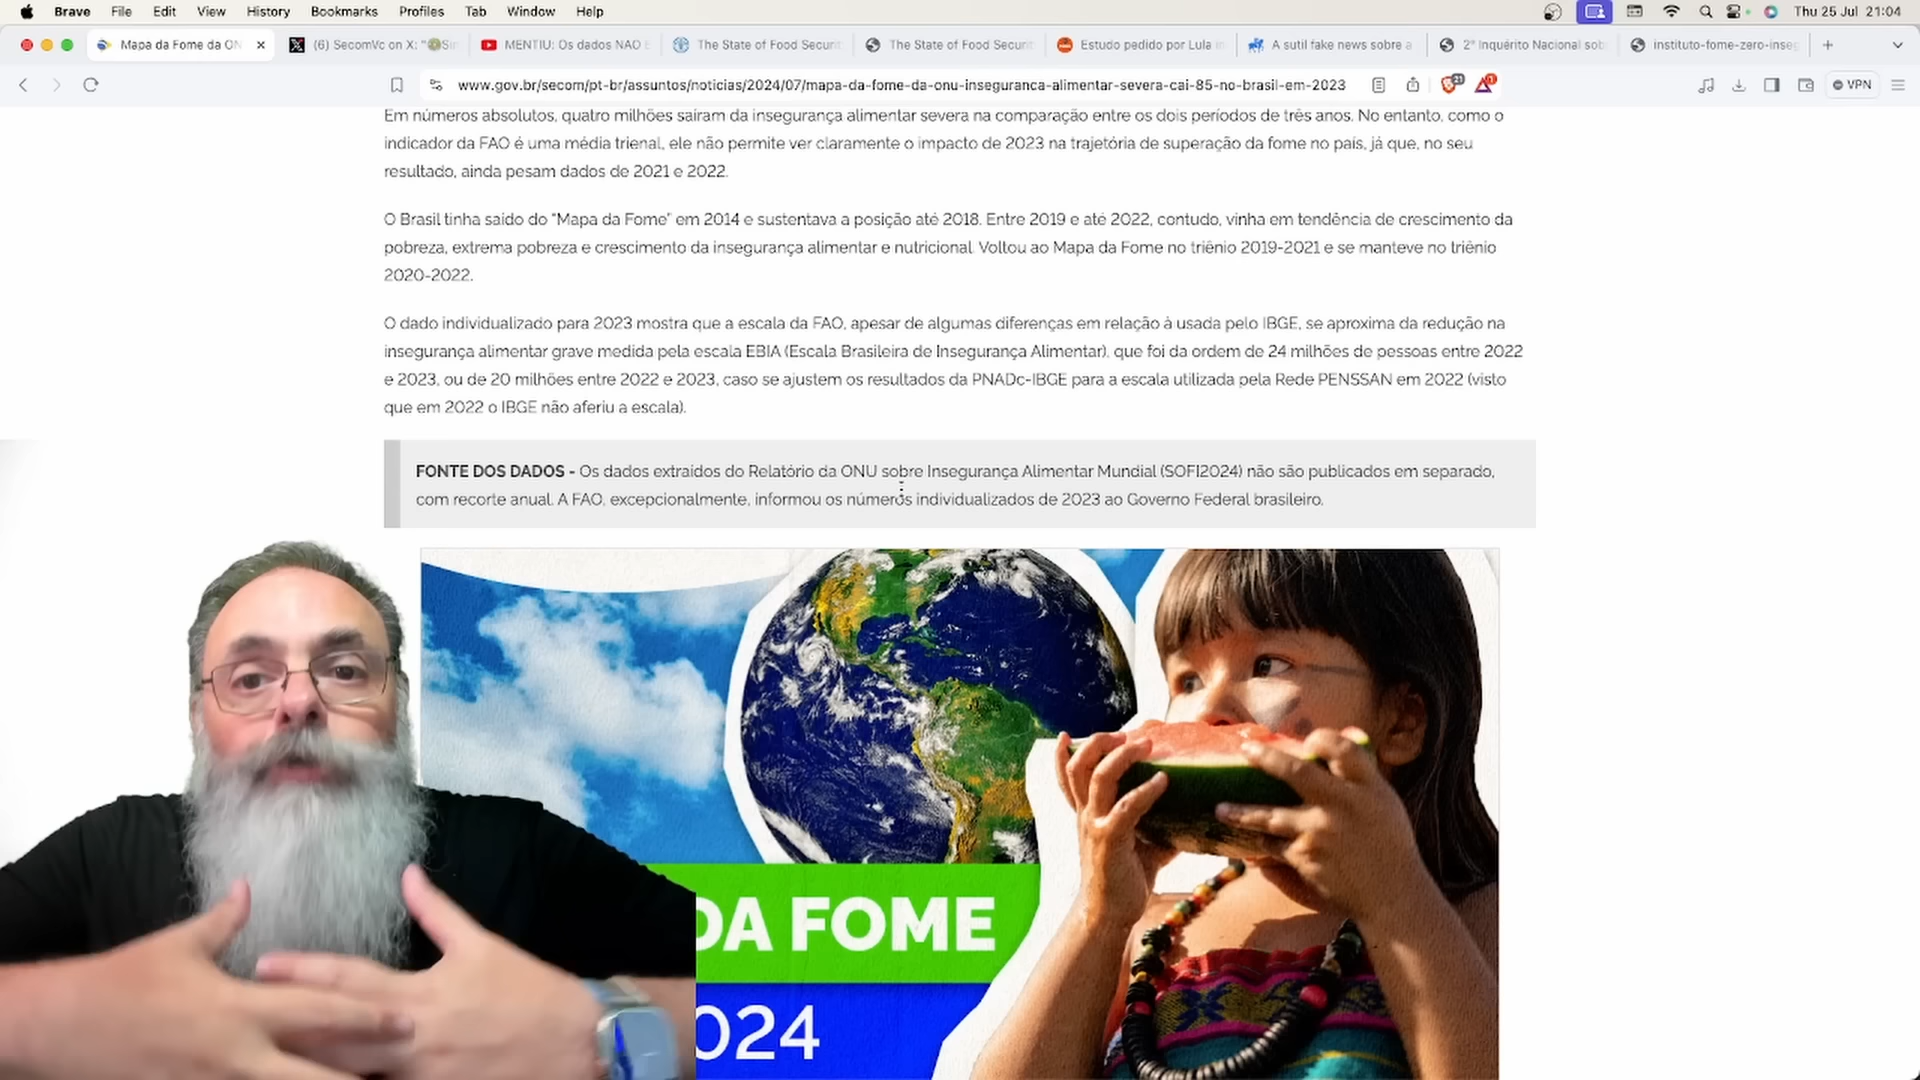 Brave File Edit View History Bookmarks Profiles Tab Window Help Thu 25 Jul 21:04
Mapa da Fome da ON (6) SecomVc on X: " MENTIU: Os dados NÃO E The State of Food Securit The State of Food Securit Estudo pedido por Lula in A sutil fake news sobre a 2º Inquérito Nacional sob instituto-fome-zero-inseg
www.gov.br/secom/pt-br/assuntos/noticias/2024/07/mapa-da-fome-da-onu-inseguranca-alimentar-severa-cai-85-no-brasil-em-2023 21 1 VPN
Em números absolutos, quatro milhões saíram da insegurança alimentar severa na comparação entre os dois períodos de três anos. No entanto, como o
indicador da FAO é uma média trienal, ele não permite ver claramente o impacto de 2023 na trajetória de superação da fome no país, já que, no seu
resultado, ainda pesam dados de 2021 e 2022.
O Brasil tinha saído do “Mapa da Fome” em 2014 e sustentava a posição até 2018. Entre 2019 e até 2022, contudo, vinha em tendência de crescimento da
pobreza, extrema pobreza e crescimento da insegurança alimentar e nutricional. Voltou ao Mapa da Fome no triênio 2019-2021 e se manteve no triênio
2020-2022.
O dado individualizado para 2023 mostra que a escala da FAO, apesar de algumas diferenças em relação à usada pelo IBGE, se aproxima da redução na
insegurança alimentar grave medida pela escala EBIA (Escala Brasileira de Insegurança Alimentar), que foi da ordem de 24 milhões de pessoas entre 2022
e 2023, ou de 20 milhões entre 2022 e 2023, caso se ajustem os resultados da PNADc-IBGE para a escala utilizada pela Rede PENSSAN em 2022 (visto
que em 2022 o IBGE não aferiu a escala).
FONTE DOS DADOS - Os dados extraídos do Relatório da ONU sobre Insegurança Alimentar Mundial (SOFI2024) não são publicados em separado,
com recorte anual. A FAO, excepcionalmente, informou os números individualizados de 2023 ao Governo Federal brasileiro.
DA FOME
024